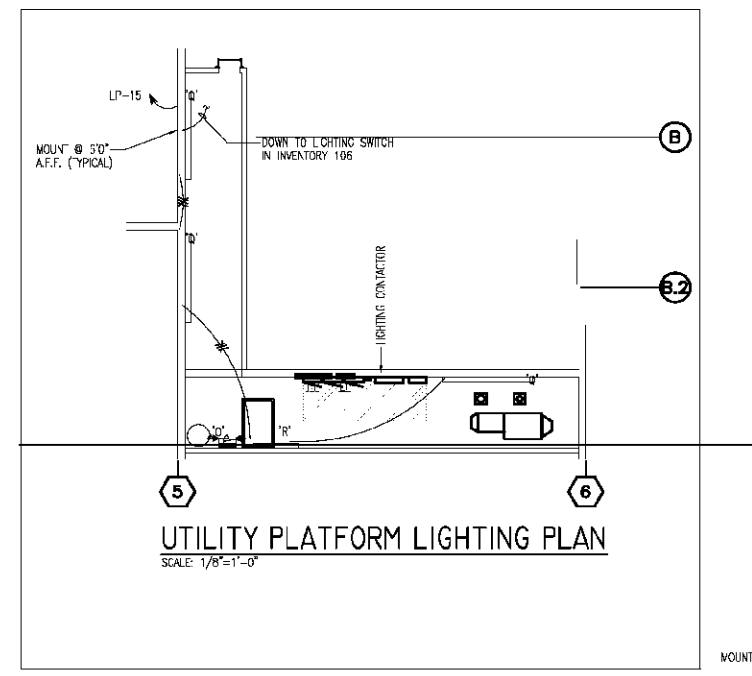 LP-15
'Q'
MOUNT @ 5'0"
A.F.F. (TYPICAL)
DOWN TO LIGHTING SWITCH
IN INVENTORY 106
B
'Q'
LIGHTING CONTACTOR
B.2
'Q'
'R'
5
6
UTILITY PLATFORM LIGHTING PLAN
SCALE: 1/8"=1'-0"
MOUNT